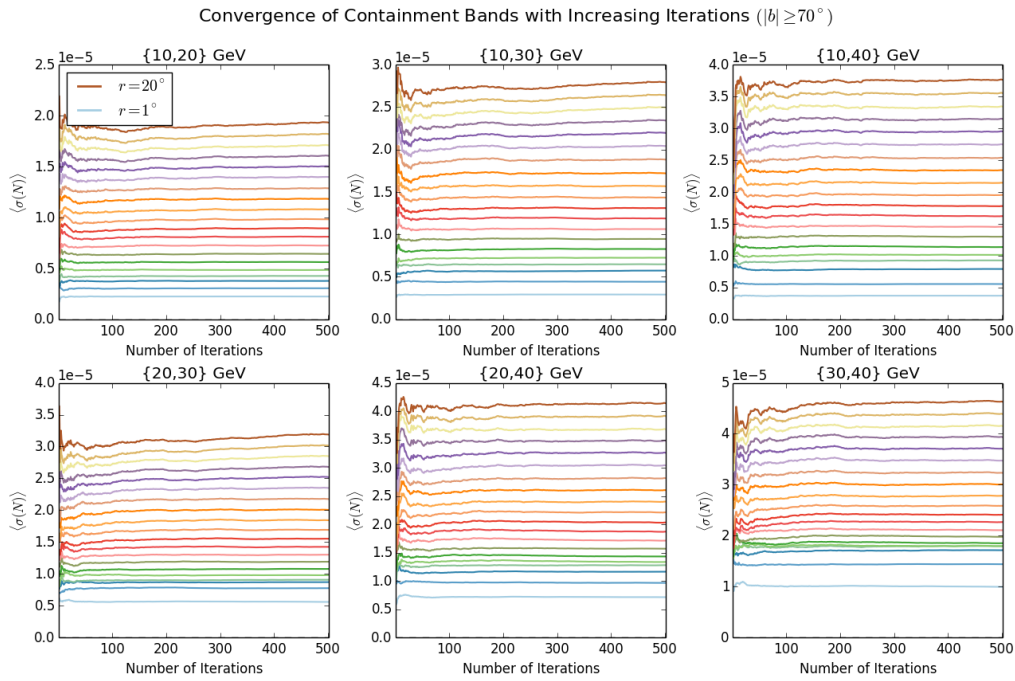 Convergence of Containment Bands with Increasing Iterations (|b| ≥70°)
{10,20} GeV
1e−5
2.5
2.0
1.5
1.0
0.5
0.0
⟨σ(N)⟩
r=20°
r=1°
100 200 300 400 500
Number of Iterations
{10,30} GeV
1e−5
3.0
2.5
2.0
1.5
1.0
0.5
0.0
⟨σ(N)⟩
100 200 300 400 500
Number of Iterations
{10,40} GeV
1e−5
4.0
3.5
3.0
2.5
2.0
1.5
1.0
0.5
0.0
⟨σ(N)⟩
100 200 300 400 500
Number of Iterations
{20,30} GeV
1e−5
4.0
3.5
3.0
2.5
2.0
1.5
1.0
0.5
0.0
⟨σ(N)⟩
100 200 300 400 500
Number of Iterations
{20,40} GeV
1e−5
4.5
4.0
3.5
3.0
2.5
2.0
1.5
1.0
0.5
0.0
⟨σ(N)⟩
100 200 300 400 500
Number of Iterations
{30,40} GeV
1e−5
5
4
3
2
1
0
⟨σ(N)⟩
100 200 300 400 500
Number of Iterations